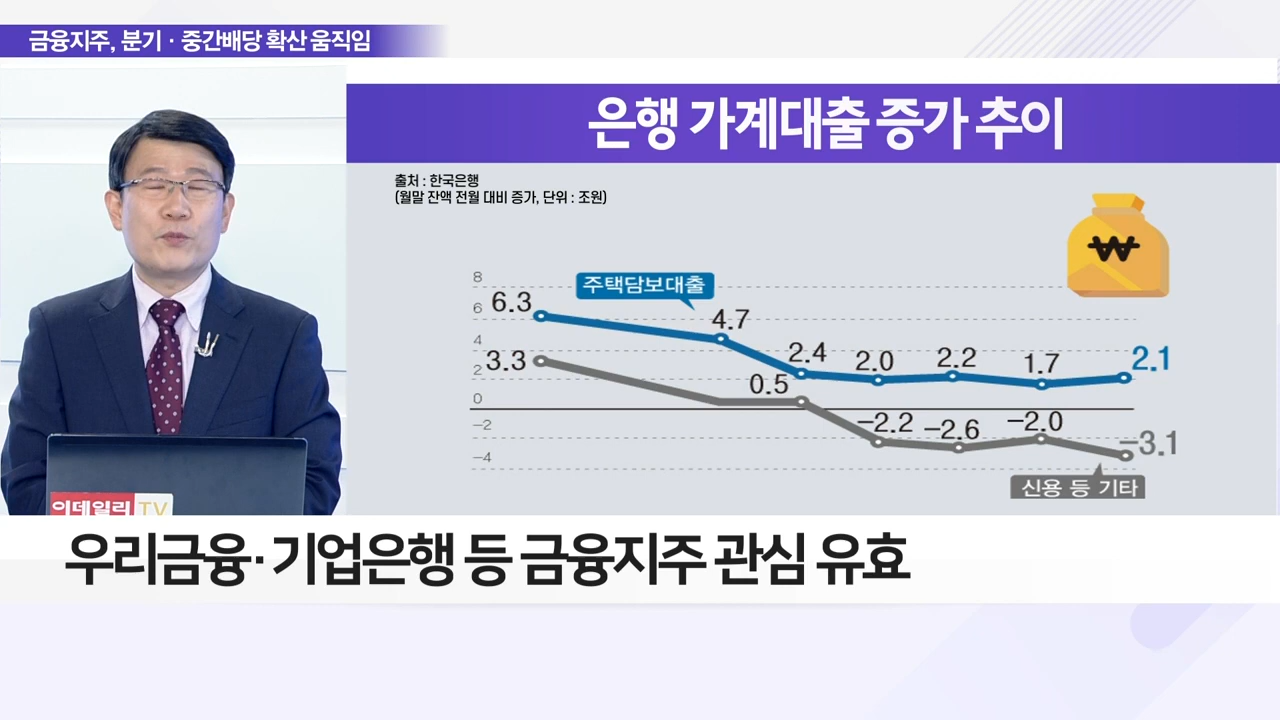 금융지주, 분기·중간배당 확산 움직임
은행 가계대출 증가 추이
출처 : 한국은행
(월말 잔액 전월 대비 증가, 단위 : 조원)
8
6
4
2
0
−2
−4
주택담보대출
6.3
4.7
2.4
2.0
2.2
1.7
2.1
3.3
0.5
−2.2
−2.6
−2.0
−3.1
신용 등 기타
₩
이데일리 TV
우리금융·기업은행 등 금융지주 관심 유효